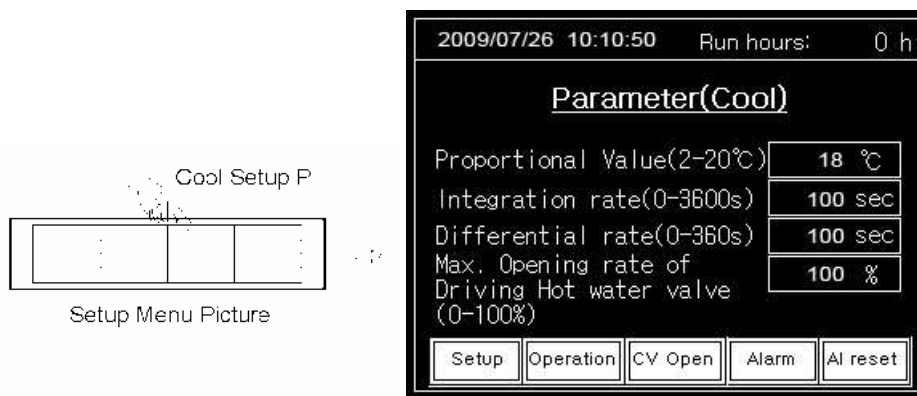 Cool Setup P
Setup Menu Picture
2009/07/26 10:10:50 Run hours: 0 h
Parameter(Cool)
Proportional Value(2-20℃) 18 ℃
Integration rate(0-3600s) 100 sec
Differential rate(0-360s) 100 sec
Max. Opening rate of
Driving Hot water valve
(0-100%) 100 %
Setup Operation CV Open Alarm Al reset